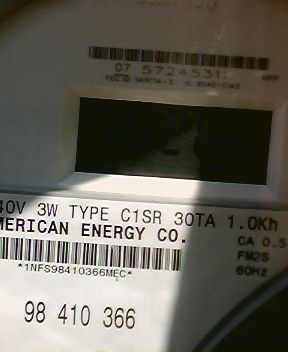 07 5724531
40V 3W TYPE C1SR 30TA 1.0Kh
MERICAN ENERGY CO.
CA 0.5
FM2S
60Hz
*1NFS98410366MEC*
98 410 366